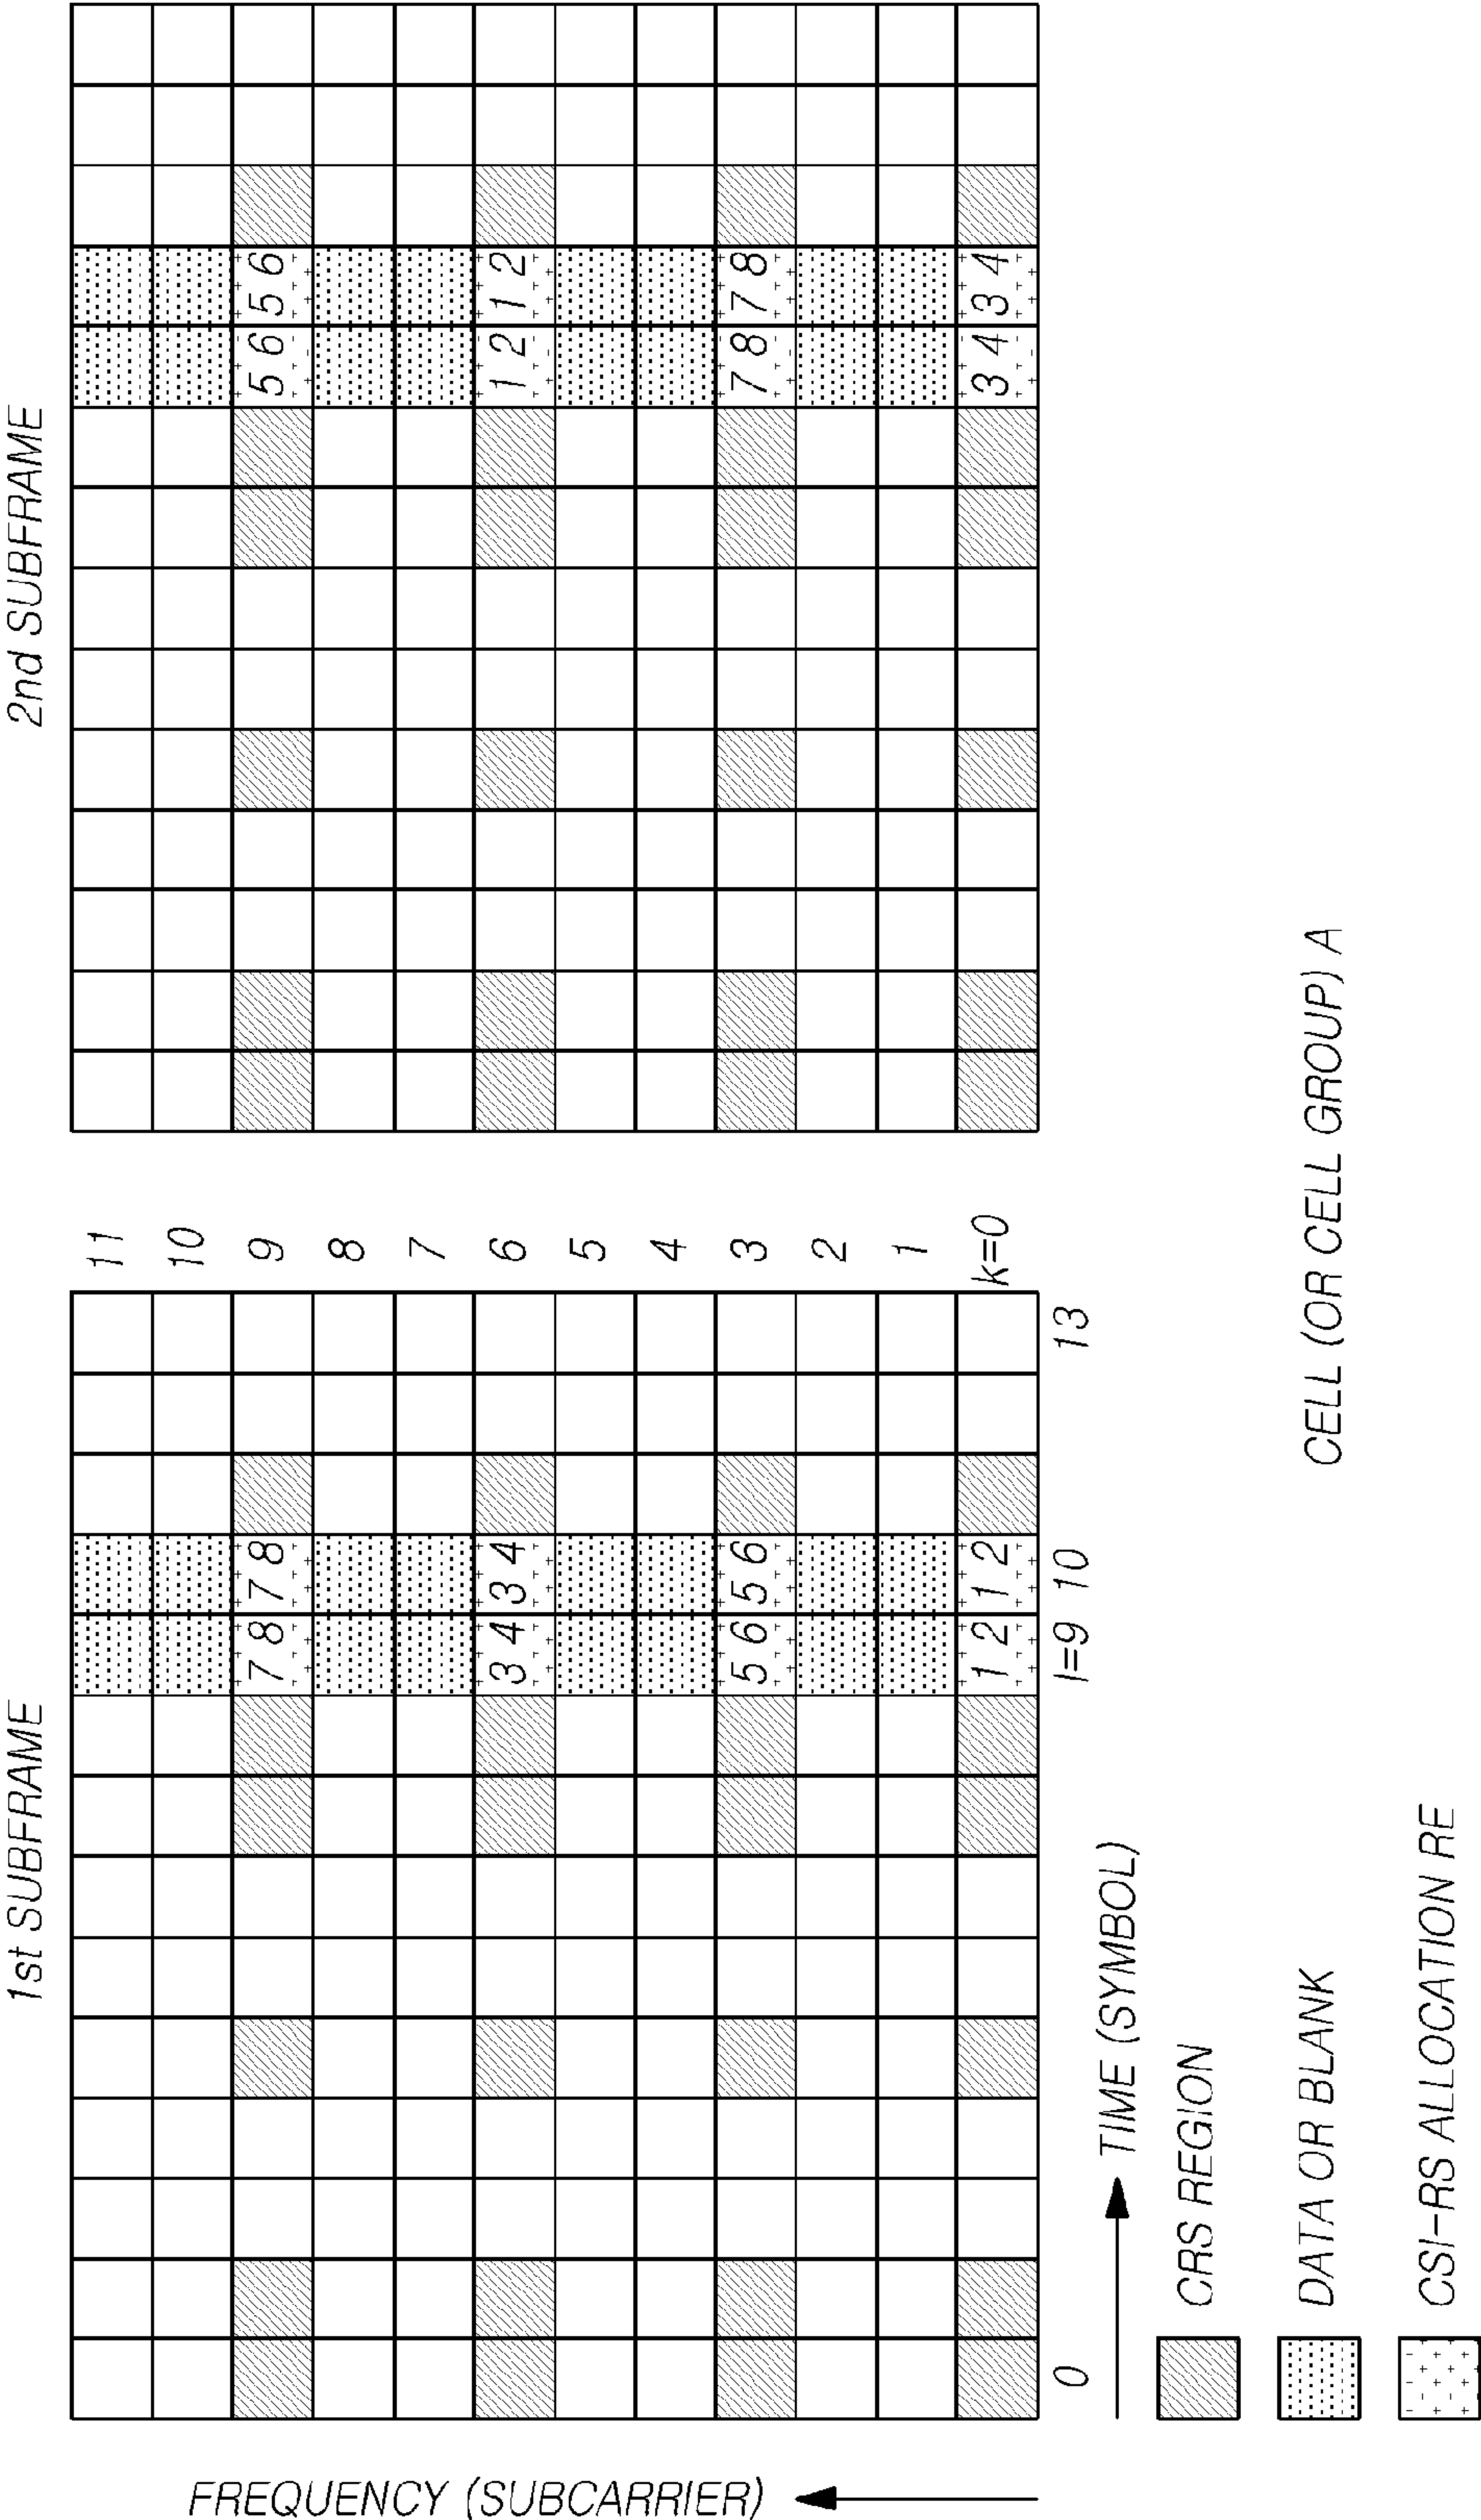 1st SUBFRAME
2nd SUBFRAME
11
10
7 8 7 8
9
5 6 5 6
8
7
3 4 3 4
6
1 2 1 2
5
4
5 6 5 6
3
7 8 7 8
2
1
1 2 1 2
k=0
3 4 3 4
0
l=9
10
13
FREQUENCY (SUBCARRIER)
TIME (SYMBOL)
CRS REGION
DATA OR BLANK
CELL (OR CELL GROUP) A
CSI-RS ALLOCATION RE